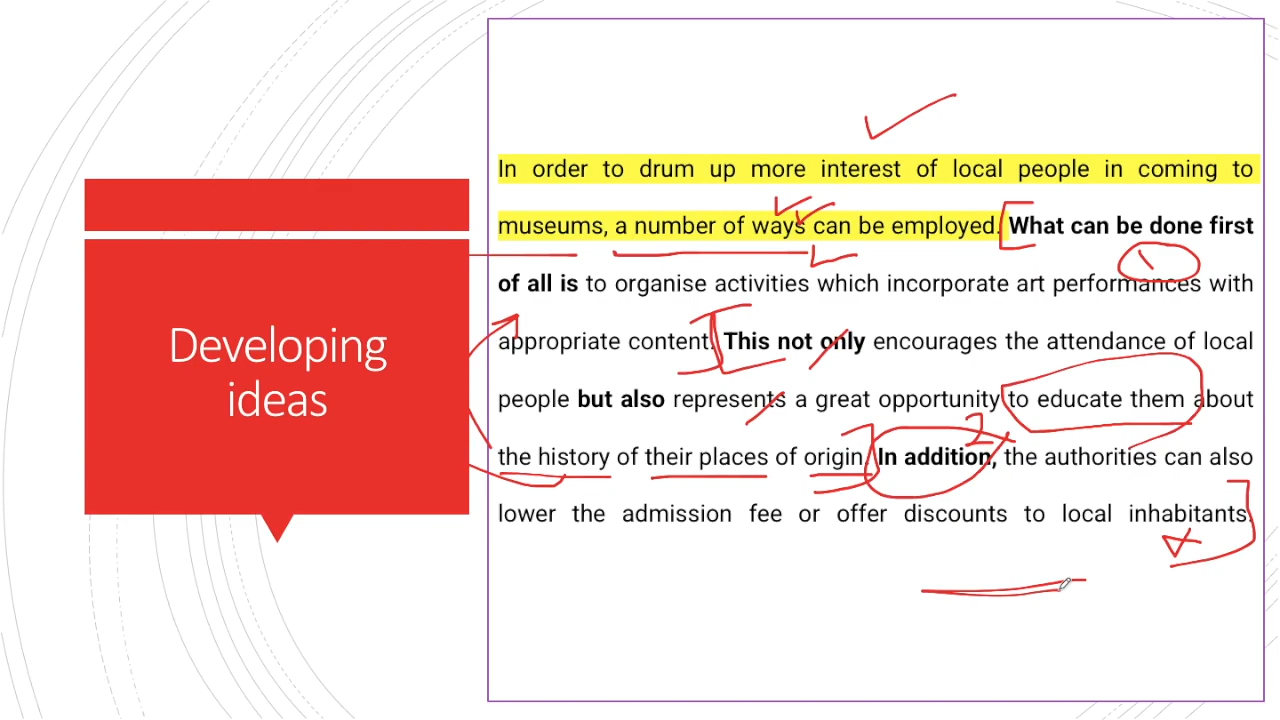 Developing
ideas
In order to drum up more interest of local people in coming to
museums, a number of ways can be employed. What can be done first
of all is to organise activities which incorporate art performances with
appropriate content. This not only encourages the attendance of local
people but also represents a great opportunity to educate them about
the history of their places of origin. In addition, the authorities can also
lower the admission fee or offer discounts to local inhabitants.